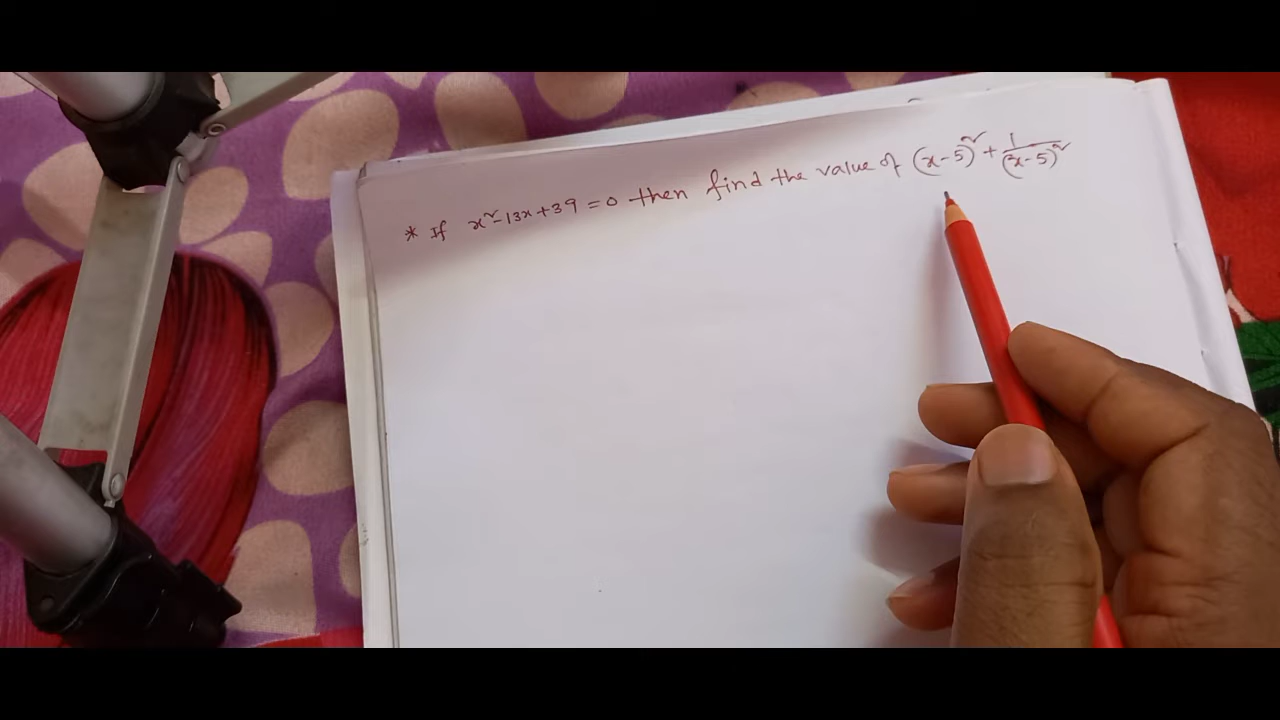 * If x² - 13x + 39 = 0 then find the value of (x - 5)² + 1/(x - 5)²